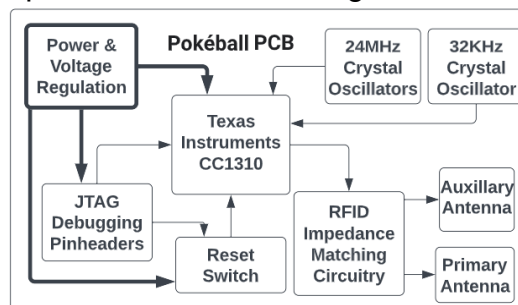 Power &
Voltage
Regulation
Pokéball PCB
24MHz
Crystal
Oscillators
32KHz
Crystal
Oscillator
Texas
Instruments
CC1310
JTAG
Debugging
Pinheaders
Reset
Switch
RFID
Impedance
Matching
Circuitry
Auxillary
Antenna
Primary
Antenna